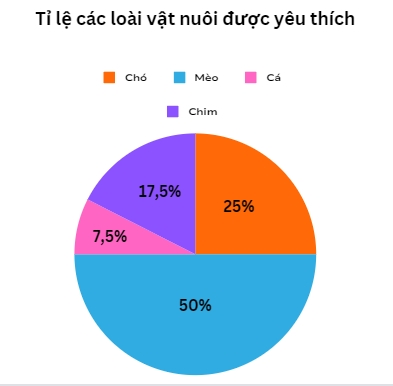 Tỉ lệ các loài vật nuôi được yêu thích
Chó Mèo Cá
Chim
17,5%
25%
7,5%
50%